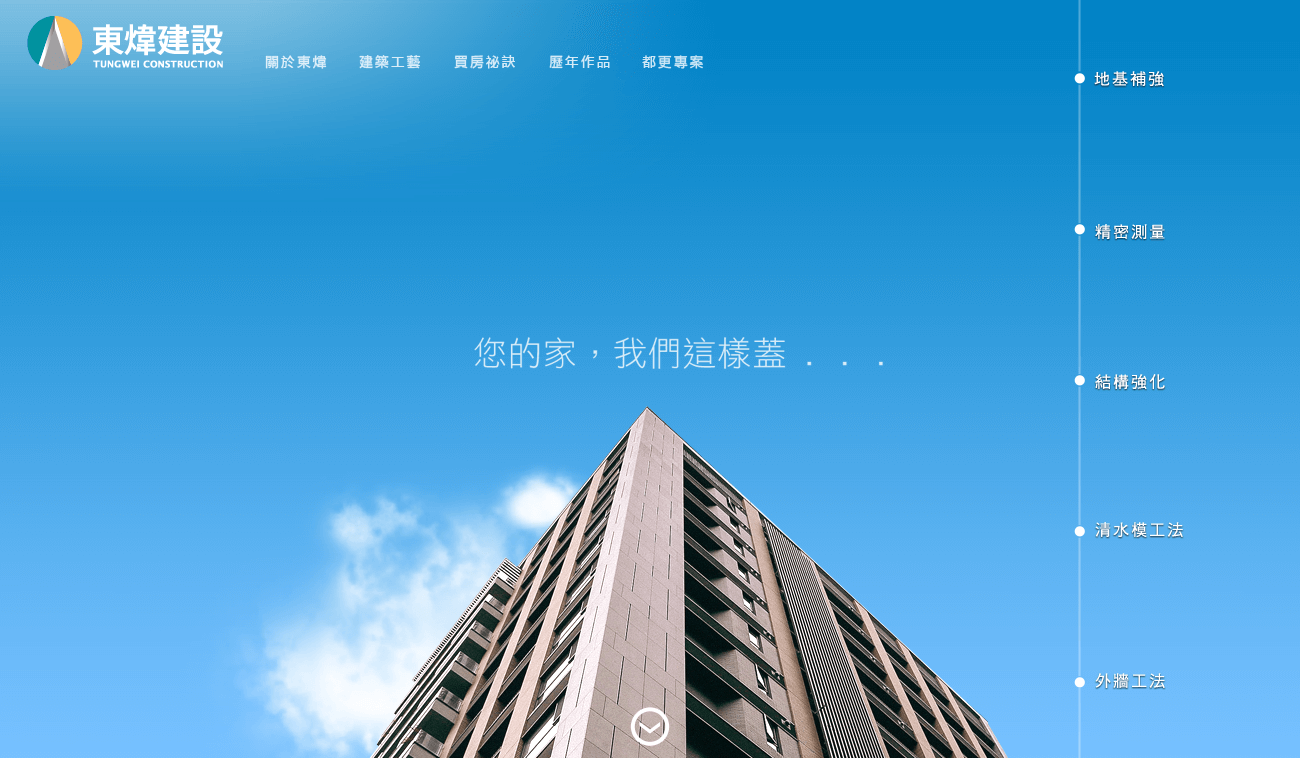 東煒建設
TUNGWEI CONSTRUCTION
關於東煒 建築工藝 買房祕訣 歷年作品 都更專案
地基補強
精密測量
您的家，我們這樣蓋．．．
結構強化
清水模工法
外牆工法